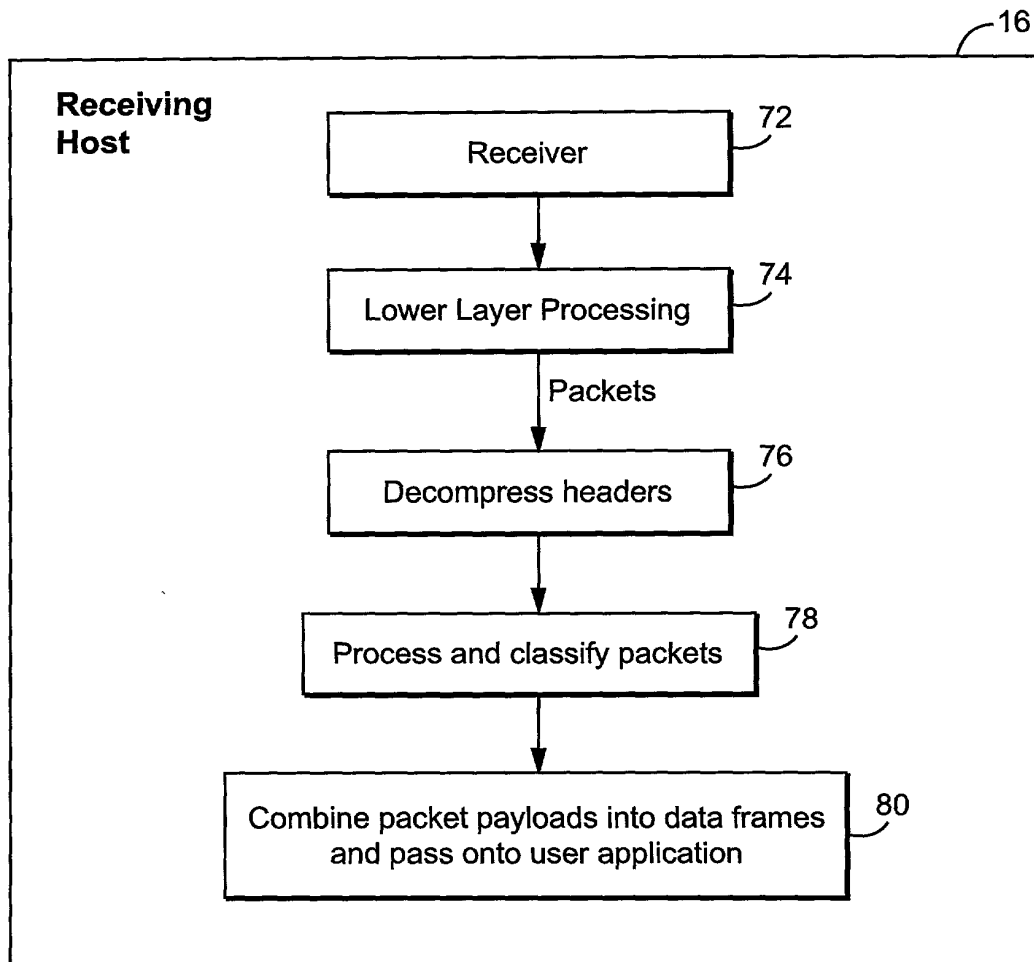 16
Receiving
Host
72
Receiver
74
Lower Layer Processing
Packets
76
Decompress headers
78
Process and classify packets
80
Combine packet payloads into data frames
and pass onto user application